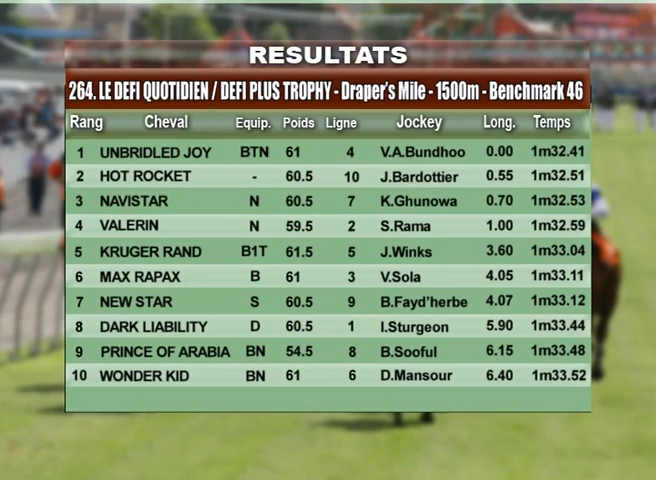 RESULTATS
264. LE DEFI QUOTIDIEN / DEFI PLUS TROPHY - Draper's Mile - 1500m - Benchmark 46
Rang Cheval Equip. Poids Ligne Jockey Long. Temps
1 UNBRIDLED JOY BTN 61 4 V.A.Bundhoo 0.00 1m32.41
2 HOT ROCKET - 60.5 10 J.Bardottier 0.55 1m32.51
3 NAVISTAR N 60.5 7 K.Ghunowa 0.70 1m32.53
4 VALERIN N 59.5 2 S.Rama 1.00 1m32.59
5 KRUGER RAND B1T 61.5 5 J.Winks 3.60 1m33.04
6 MAX RAPAX B 61 3 V.Sola 4.05 1m33.11
7 NEW STAR S 60.5 9 B.Fayd'herbe 4.07 1m33.12
8 DARK LIABILITY D 60.5 1 I.Sturgeon 5.90 1m33.44
9 PRINCE OF ARABIA BN 54.5 8 B.Sooful 6.15 1m33.48
10 WONDER KID BN 61 6 D.Mansour 6.40 1m33.52